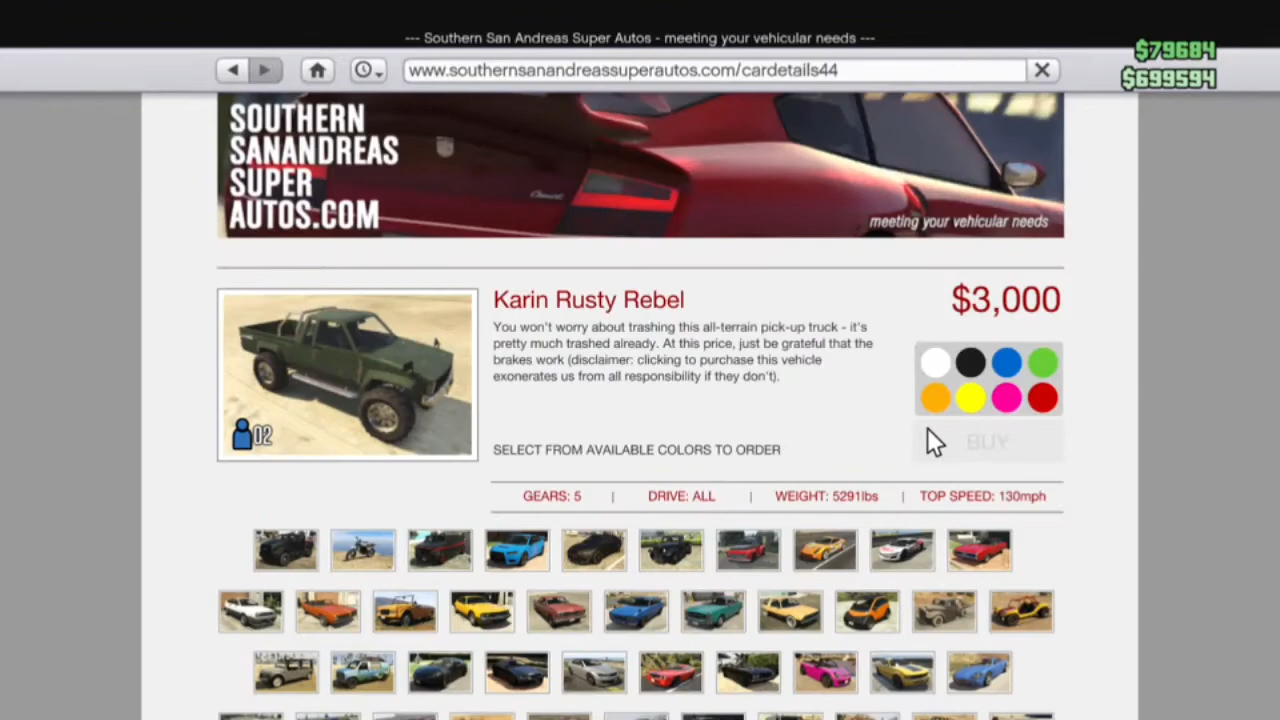 --- Southern San Andreas Super Autos - meeting your vehicular needs ---
$79684
www.southernsanandreassuperautos.com/cardetails44
$699594
SOUTHERN
SANANDREAS
SUPER
AUTOS.COM
meeting your vehicular needs
Karin Rusty Rebel
$3,000
You won't worry about trashing this all-terrain pick-up truck - it's
pretty much trashed already. At this price, just be grateful that the
brakes work (disclaimer: clicking to purchase this vehicle
exonerates us from all responsibility if they don't).
02
SELECT FROM AVAILABLE COLORS TO ORDER
BUY
GEARS: 5 | DRIVE: ALL | WEIGHT: 5291lbs | TOP SPEED: 130mph